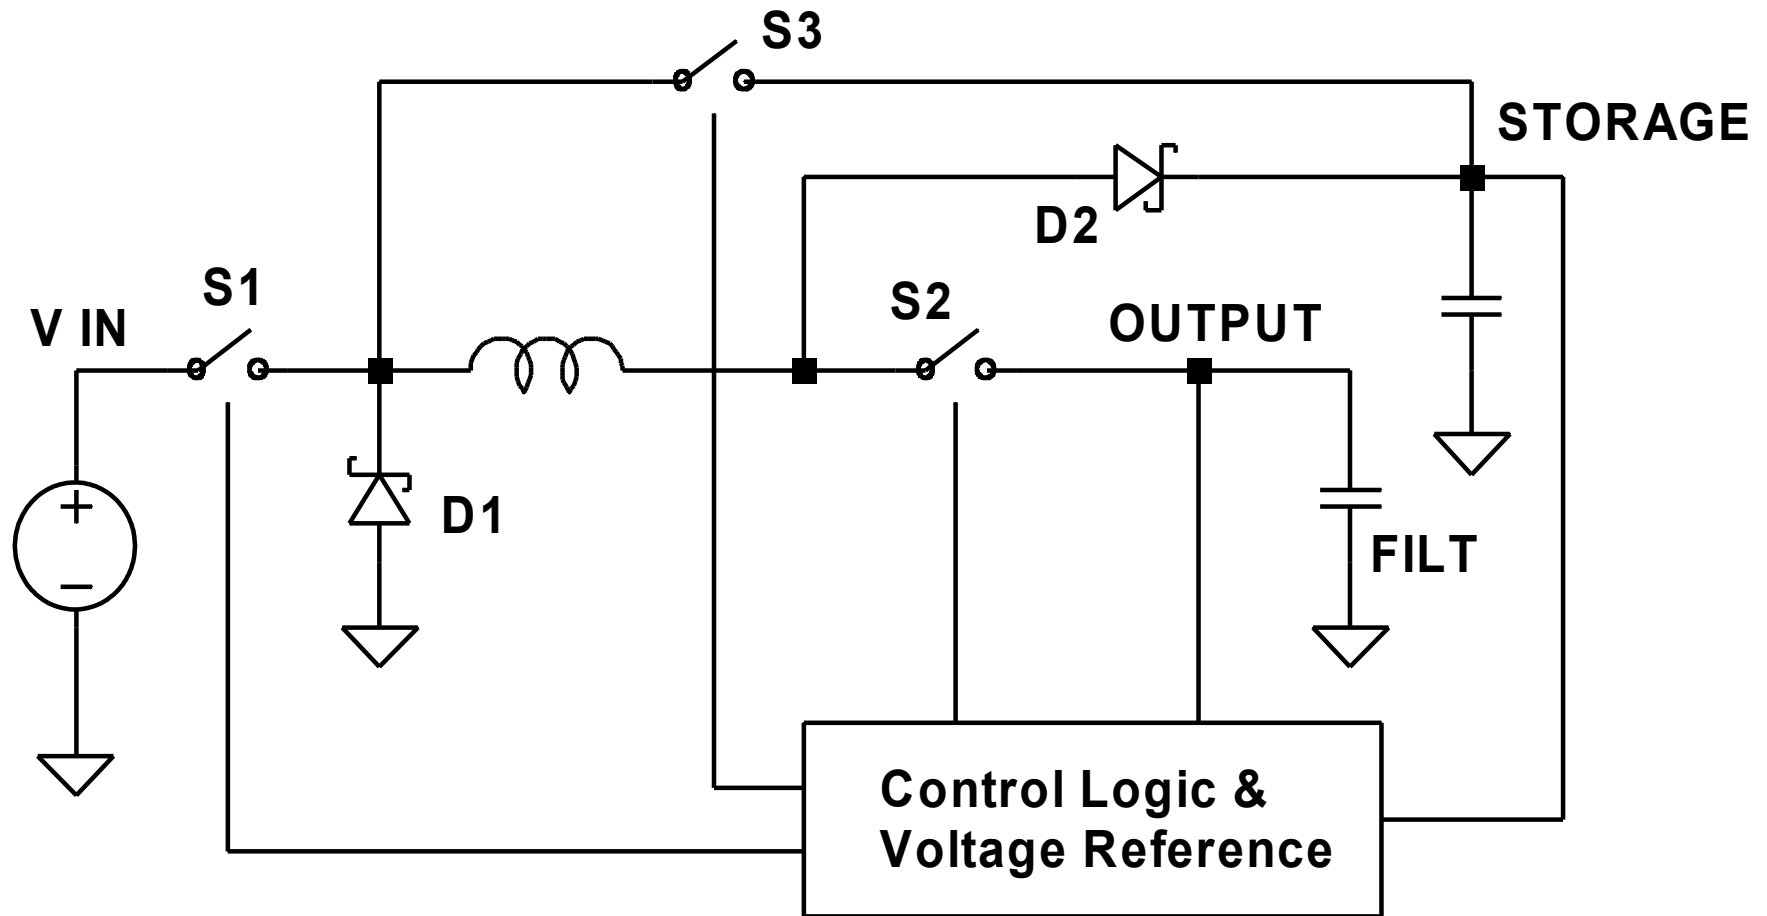 S3
STORAGE
D2
S1
S2
V IN
OUTPUT
D1
FILT
Control Logic &
Voltage Reference